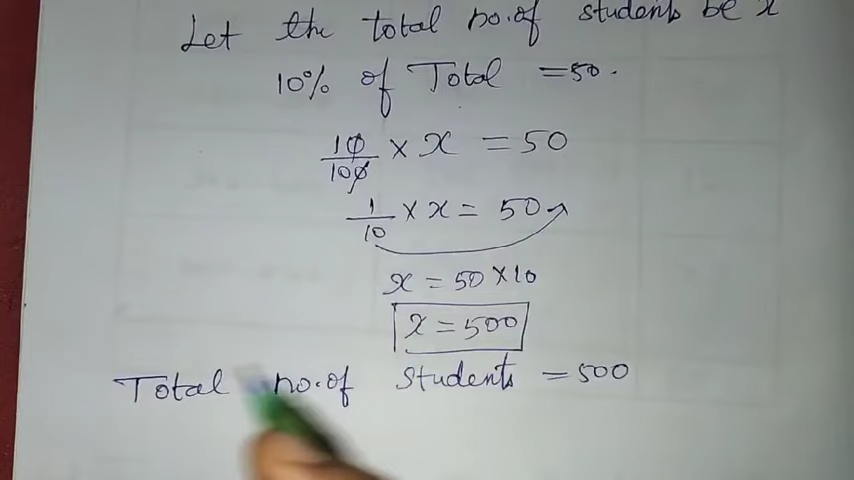 Let the total no.of students be x
10% of Total = 50.
10/100 × x = 50
1/10 × x = 50
x = 50 × 10
x = 500
Total no.of students = 500